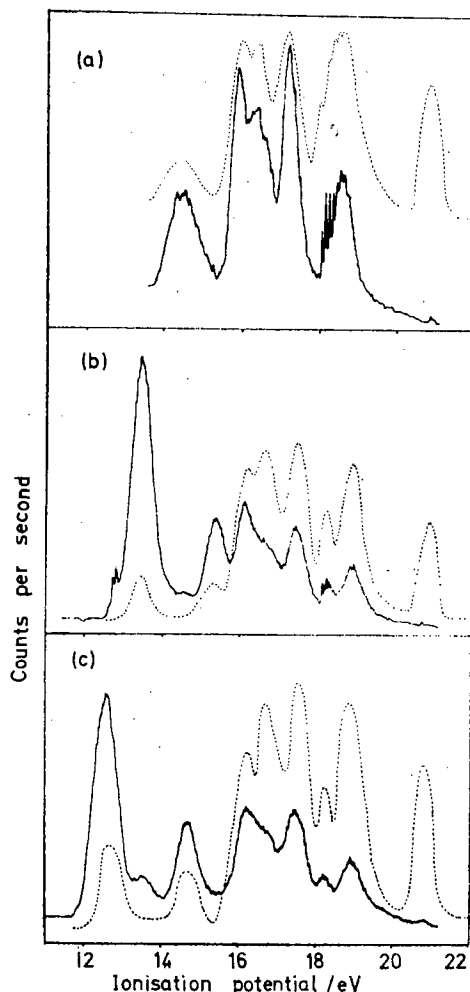 (a)
(b)
(c)
Counts per second
12 14 16 18 20 22
Ionisation potential /eV